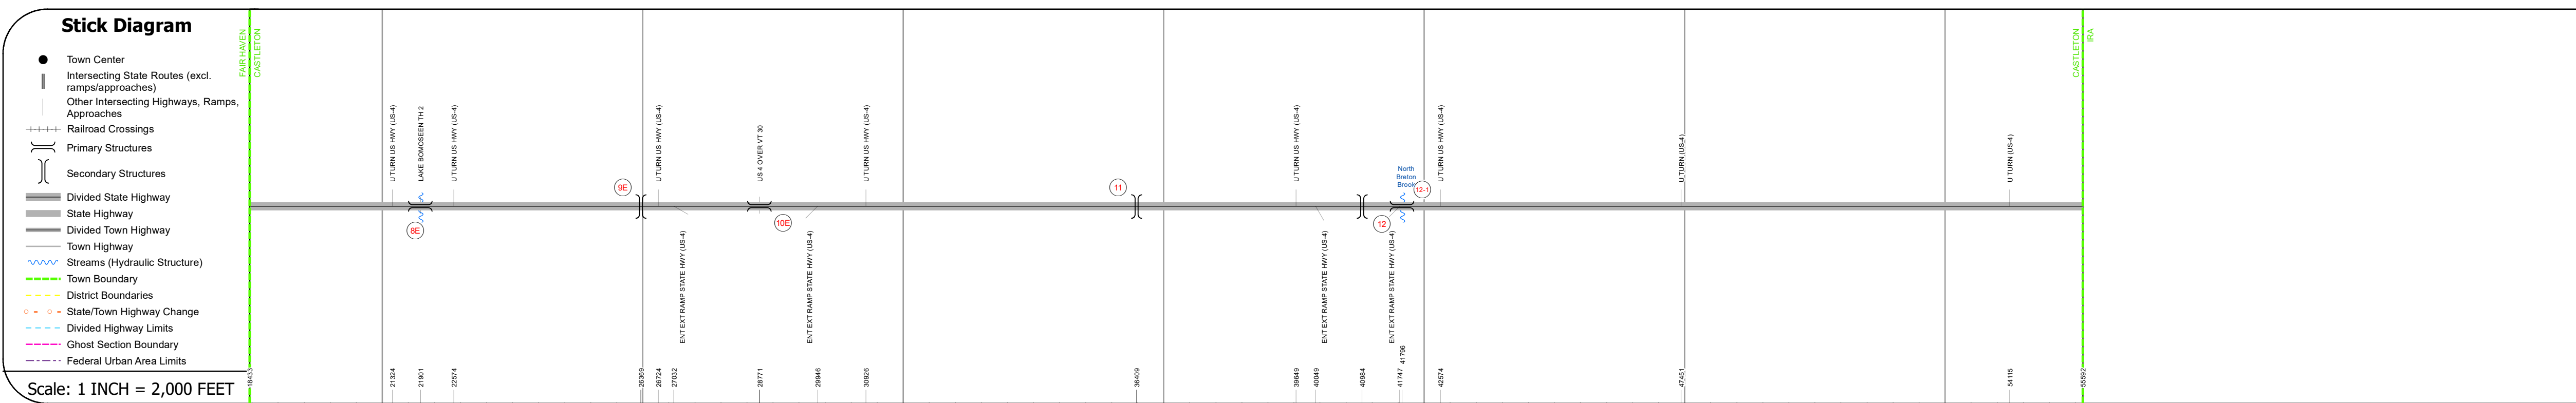 Stick Diagram
Town Center
Intersecting State Routes (excl.
ramps/approaches)
Other Intersecting Highways, Ramps,
Approaches
Railroad Crossings
Primary Structures
Secondary Structures
Divided State Highway
State Highway
Divided Town Highway
Town Highway
Streams (Hydraulic Structure)
Town Boundary
District Boundaries
State/Town Highway Change
Divided Highway Limits
Ghost Section Boundary
Federal Urban Area Limits
Scale: 1 INCH = 2,000 FEET
FAIR HAVEN
CASTLETON
U TURN US HWY (US-4)
LAKE BOMOSEEN TH 2
U TURN US HWY (US-4)
U TURN US HWY (US-4)
US 4 OVER VT 30
U TURN US HWY (US-4)
U TURN US HWY (US-4)
North
Breton
Brook
U TURN US HWY (US-4)
U TURN (US-4)
U TURN (US-4)
CASTLETON
IRA
8E
9E
10E
11
12
12-1
ENT EXT RAMP STATE HWY (US-4)
ENT EXT RAMP STATE HWY (US-4)
ENT EXT RAMP STATE HWY (US-4)
ENT EXT RAMP STATE HWY (US-4)
18433
21324
21901
22574
26369
26724
27032
28771
29946
30926
36409
39649
40049
40984
41747
41796
42574
47451
54115
55592